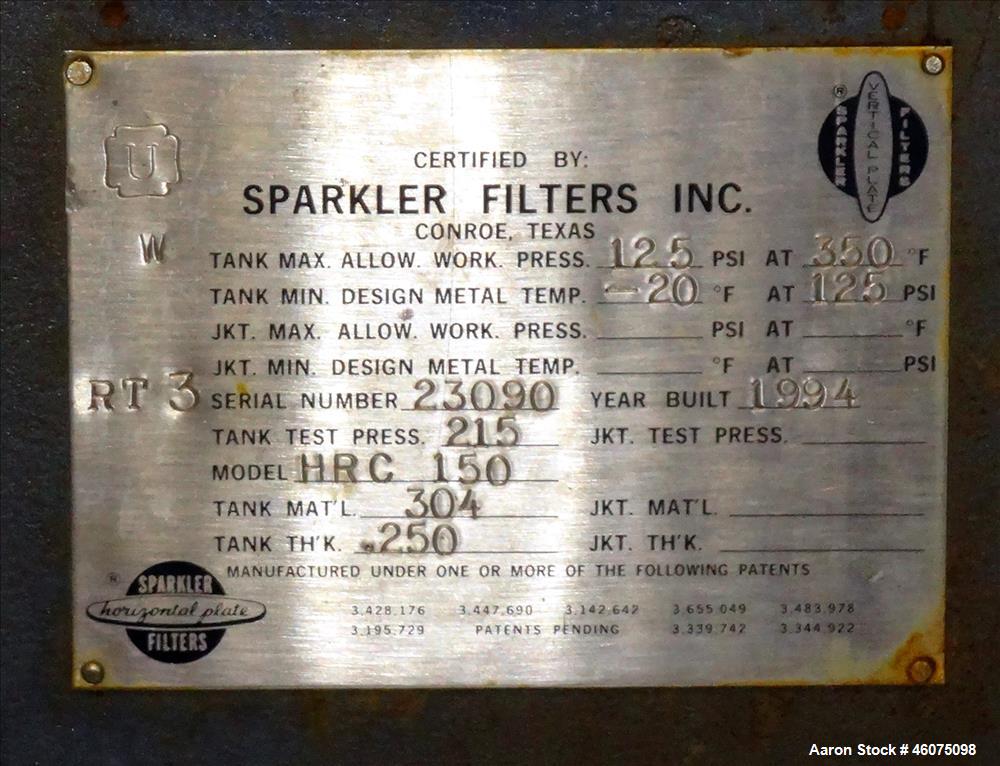 U
CERTIFIED BY:
® SPARKLER VERTICAL PLATE FILTERS
SPARKLER FILTERS INC.
CONROE, TEXAS
W
TANK MAX. ALLOW. WORK. PRESS. 125 PSI AT 350 °F
TANK MIN. DESIGN METAL TEMP. -20 °F AT 125 PSI
JKT. MAX. ALLOW. WORK. PRESS. PSI AT °F
JKT. MIN. DESIGN METAL TEMP. °F AT PSI
RT 3 SERIAL NUMBER 23090 YEAR BUILT 1994
TANK TEST PRESS. 215 JKT. TEST PRESS.
MODEL HRC 150
TANK MAT'L. 304 JKT. MAT'L.
TANK TH'K. .250 JKT. TH'K.
MANUFACTURED UNDER ONE OR MORE OF THE FOLLOWING PATENTS
® SPARKLER
horizontal plate
FILTERS
3,428,176 3,447,690 3,142,642 3,655,049 3,483,978
3,195,729 PATENTS PENDING 3,339,742 3,344,922
Aaron Stock # 46075098